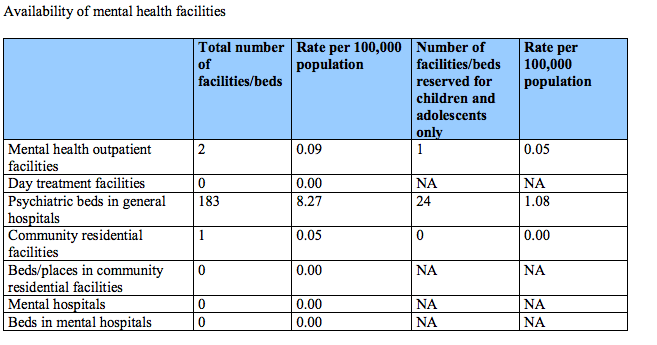 Availability of mental health facilities
Total number of facilities/beds | Rate per 100,000 population | Number of facilities/beds reserved for children and adolescents only | Rate per 100,000 population
Mental health outpatient facilities | 2 | 0.09 | 1 | 0.05
Day treatment facilities | 0 | 0.00 | NA | NA
Psychiatric beds in general hospitals | 183 | 8.27 | 24 | 1.08
Community residential facilities | 1 | 0.05 | 0 | 0.00
Beds/places in community residential facilities | 0 | 0.00 | NA | NA
Mental hospitals | 0 | 0.00 | NA | NA
Beds in mental hospitals | 0 | 0.00 | NA | NA